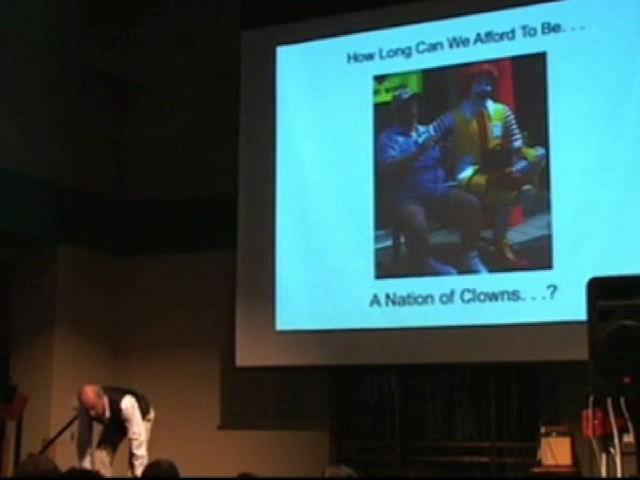 How Long Can We Afford To Be. . .
A Nation of Clowns. . .?